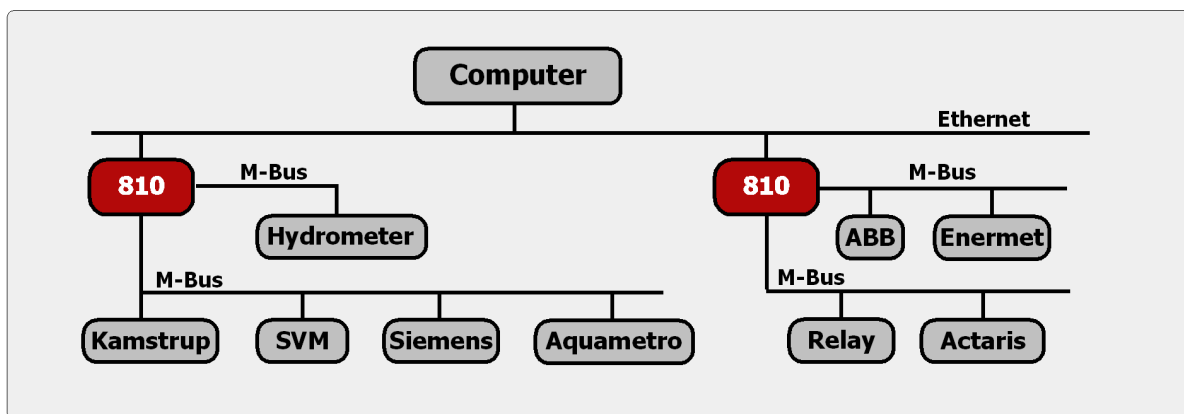 Computer
Ethernet
810
M-Bus
810
M-Bus
Hydrometer
ABB
Enermet
M-Bus
M-Bus
Kamstrup
SVM
Siemens
Aquametro
Relay
Actaris